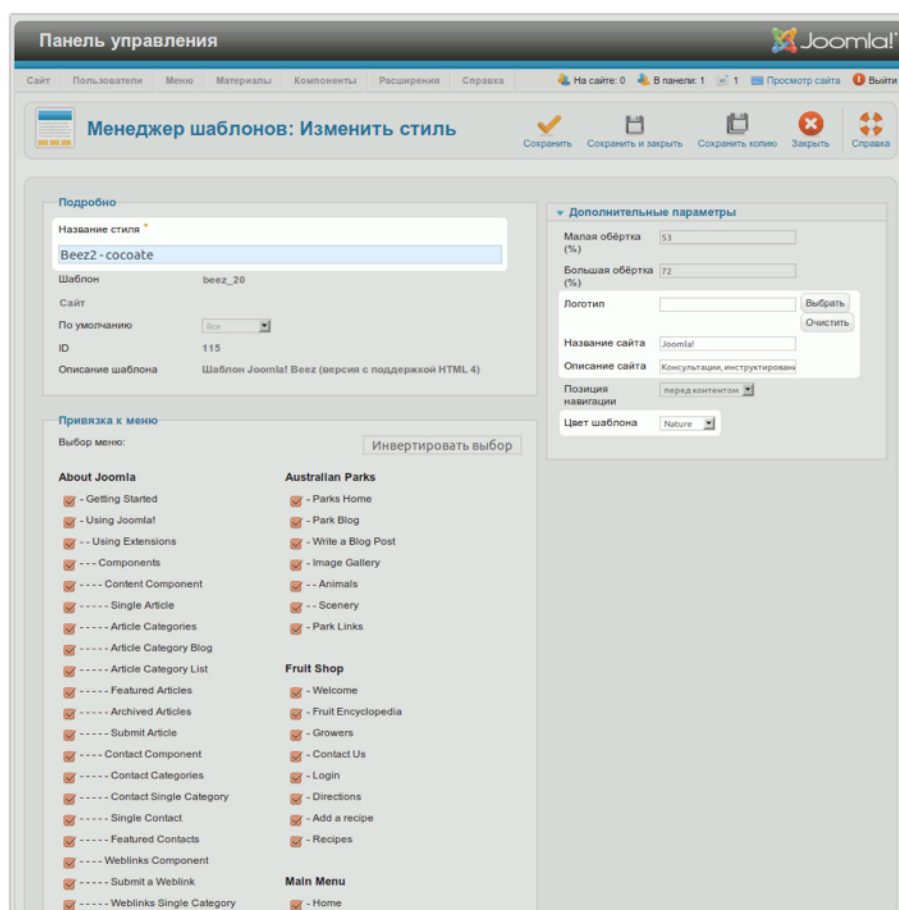 Панель управления
Joomla!
Сайт Пользователи Меню Материалы Компоненты Расширения Справка На сайте: 0 В панели: 1 1 Просмотр сайта Выйти
Менеджер шаблонов: Изменить стиль
Сохранить Сохранить и закрыть Сохранить копию Закрыть Справка
Подробно
Название стиля *
Beez2 - cocoate
Шаблон beez_20
Сайт
По умолчанию Все
ID 115
Описание шаблона Шаблон Joomla! Beez (версия с поддержкой HTML 4)
Дополнительные параметры
Малая обёртка (%) 53
Большая обёртка (%) 72
Логотип Выбрать
Очистить
Название сайта Joomla!
Описание сайта Консультации, инструктировани
Позиция навигации перед контентом
Цвет шаблона Nature
Привязка к меню
Выбор меню: Инвертировать выбор
About Joomla
- Getting Started
- Using Joomla!
- - Using Extensions
- - - Components
- - - - Content Component
- - - - - Single Article
- - - - - Article Categories
- - - - - Article Category Blog
- - - - - Article Category List
- - - - - Featured Articles
- - - - - Archived Articles
- - - - - Submit Article
- - - - Contact Component
- - - - - Contact Categories
- - - - - Contact Single Category
- - - - - Single Contact
- - - - - Featured Contacts
- - - - Weblinks Component
- - - - - Submit a Weblink
- - - - - Weblinks Single Category
Australian Parks
- Parks Home
- Park Blog
- Write a Blog Post
- Image Gallery
- - Animals
- - Scenery
- Park Links
Fruit Shop
- Welcome
- Fruit Encyclopedia
- Growers
- Contact Us
- Login
- Directions
- Add a recipe
- Recipes
Main Menu
- Home